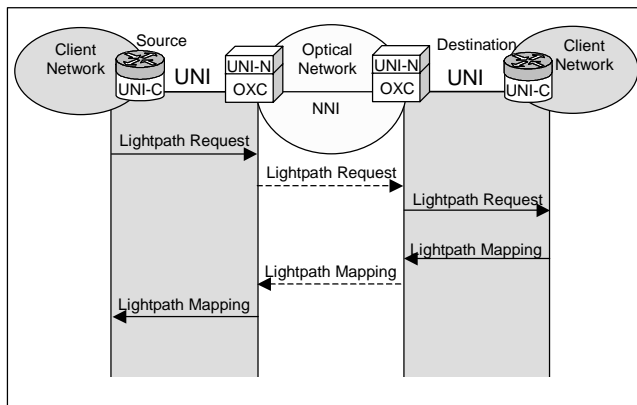 Client
Network
Source
UNI-C
UNI
UNI-N
OXC
Optical
Network
NNI
UNI-N
OXC
Destination
UNI
UNI-C
Client
Network
Lightpath Request
Lightpath Request
Lightpath Request
Lightpath Mapping
Lightpath Mapping
Lightpath Mapping